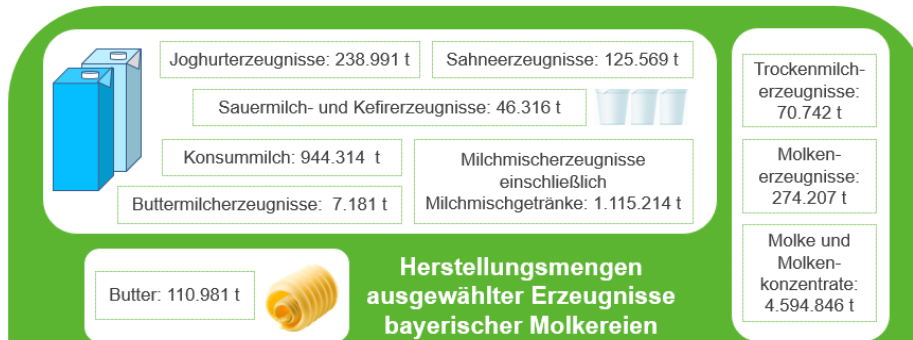 Joghurterzeugnisse: 238.991 t
Sahneerzeugnisse: 125.569 t
Sauermilch- und Kefirerzeugnisse: 46.316 t
Konsummilch: 944.314 t
Buttermilcherzeugnisse: 7.181 t
Milchmischerzeugnisse
einschließlich
Milchmischgetränke: 1.115.214 t
Trockenmilch-
erzeugnisse:
70.742 t
Molken-
erzeugnisse:
274.207 t
Molke und
Molken-
konzentrate:
4.594.846 t
Butter: 110.981 t
Herstellungsmengen
ausgewählter Erzeugnisse
bayerischer Molkereien